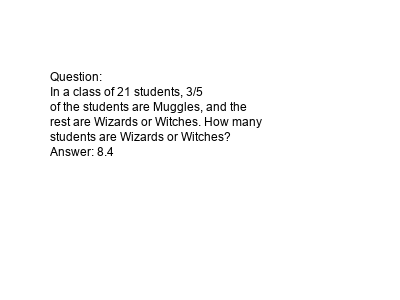 Question:
In a class of 21 students, 3/5
of the students are Muggles, and the
rest are Wizards or Witches. How many
students are Wizards or Witches?
Answer: 8.4